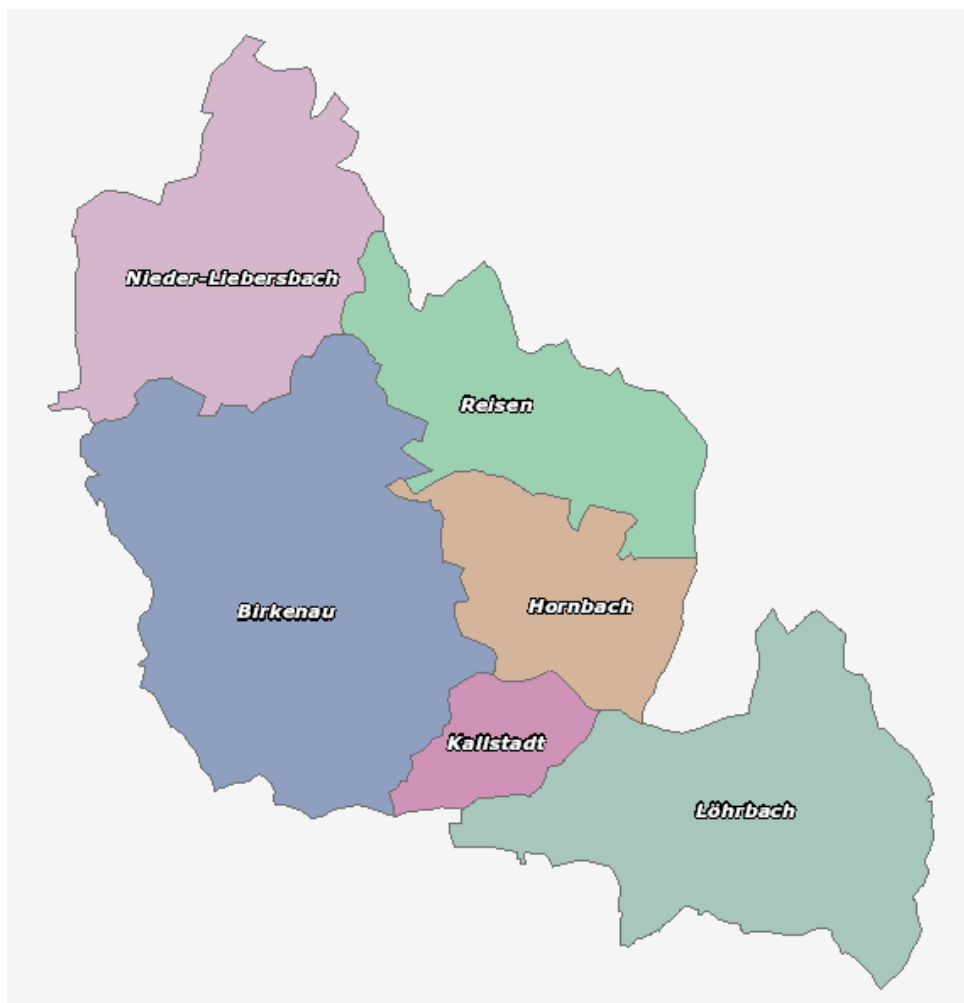 Nieder-Liebersbach
Reisen
Hornbach
Birkenau
Kallstadt
Löhrbach